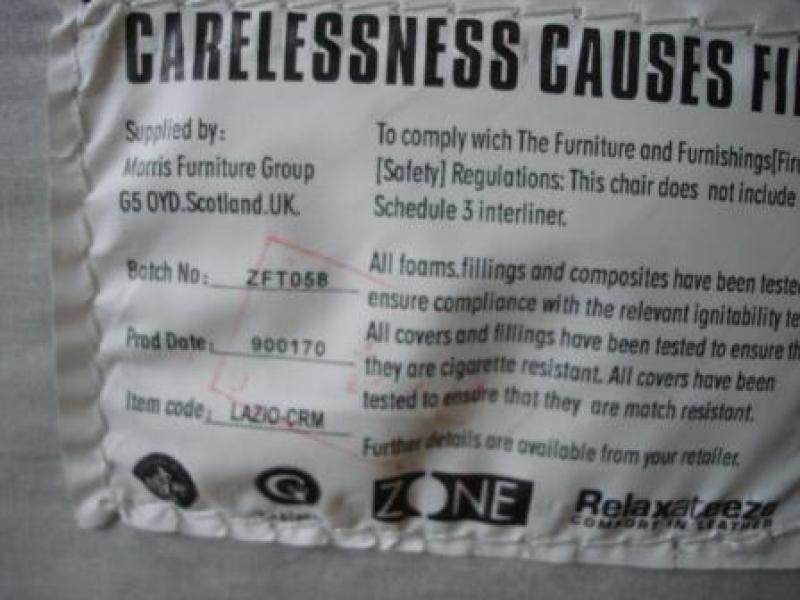 CARELESSNESS CAUSES FI
Supplied by:
Morris Furniture Group
G5 0YD.Scotland.UK.
To comply wich The Furniture and Furnishings[Fire
[Safety] Regulations: This chair does not include
Schedule 3 interliner.
Batch No: ZFT05B
Prod Date: 900170
Item code: LAZIO-CRM
All foams.fillings and composites have been teste
ensure compliance with the relevant ignitability te
All covers and fillings have been tested to ensure th
they are cigarette resistant. All covers have been
tested to ensure that they are match resistant.
Further details are available from your retailer.
ZONE
Relaxateeze
COMFORT IN LEATHER